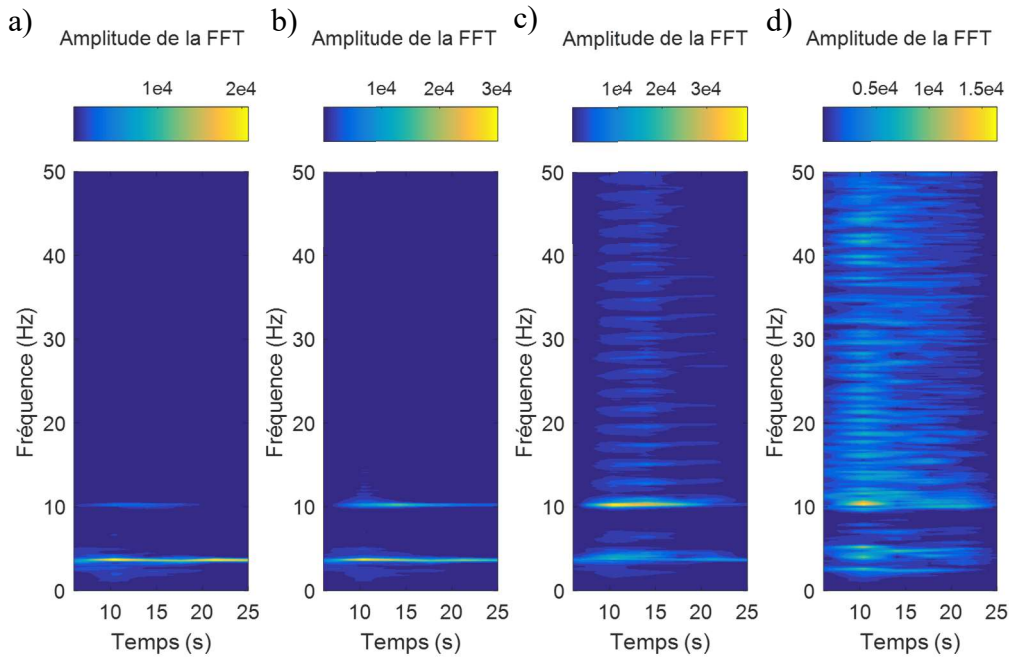 a)
Amplitude de la FFT
1e4 2e4
50
40
30
20
10
0
Fréquence (Hz)
10 15 20 25
Temps (s)
b)
Amplitude de la FFT
1e4 2e4 3e4
50
40
30
20
10
0
Fréquence (Hz)
10 15 20 25
Temps (s)
c)
Amplitude de la FFT
1e4 2e4 3e4
50
40
30
20
10
0
Fréquence (Hz)
10 15 20 25
Temps (s)
d)
Amplitude de la FFT
0.5e4 1e4 1.5e4
50
40
30
20
10
0
Fréquence (Hz)
10 15 20 25
Temps (s)